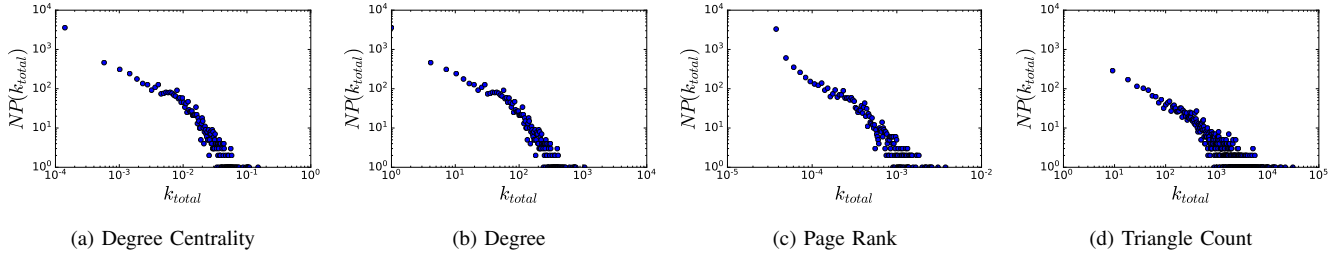 10^4
10^3
10^2
10^1
10^0
NP(k_total)
10^-4 10^-3 10^-2 10^-1 10^0
k_total
(a) Degree Centrality
10^4
10^3
10^2
10^1
10^0
NP(k_total)
10^0 10^1 10^2 10^3 10^4
k_total
(b) Degree
10^4
10^3
10^2
10^1
10^0
NP(k_total)
10^-5 10^-4 10^-3 10^-2
k_total
(c) Page Rank
10^4
10^3
10^2
10^1
10^0
NP(k_total)
10^0 10^1 10^2 10^3 10^4 10^5
k_total
(d) Triangle Count